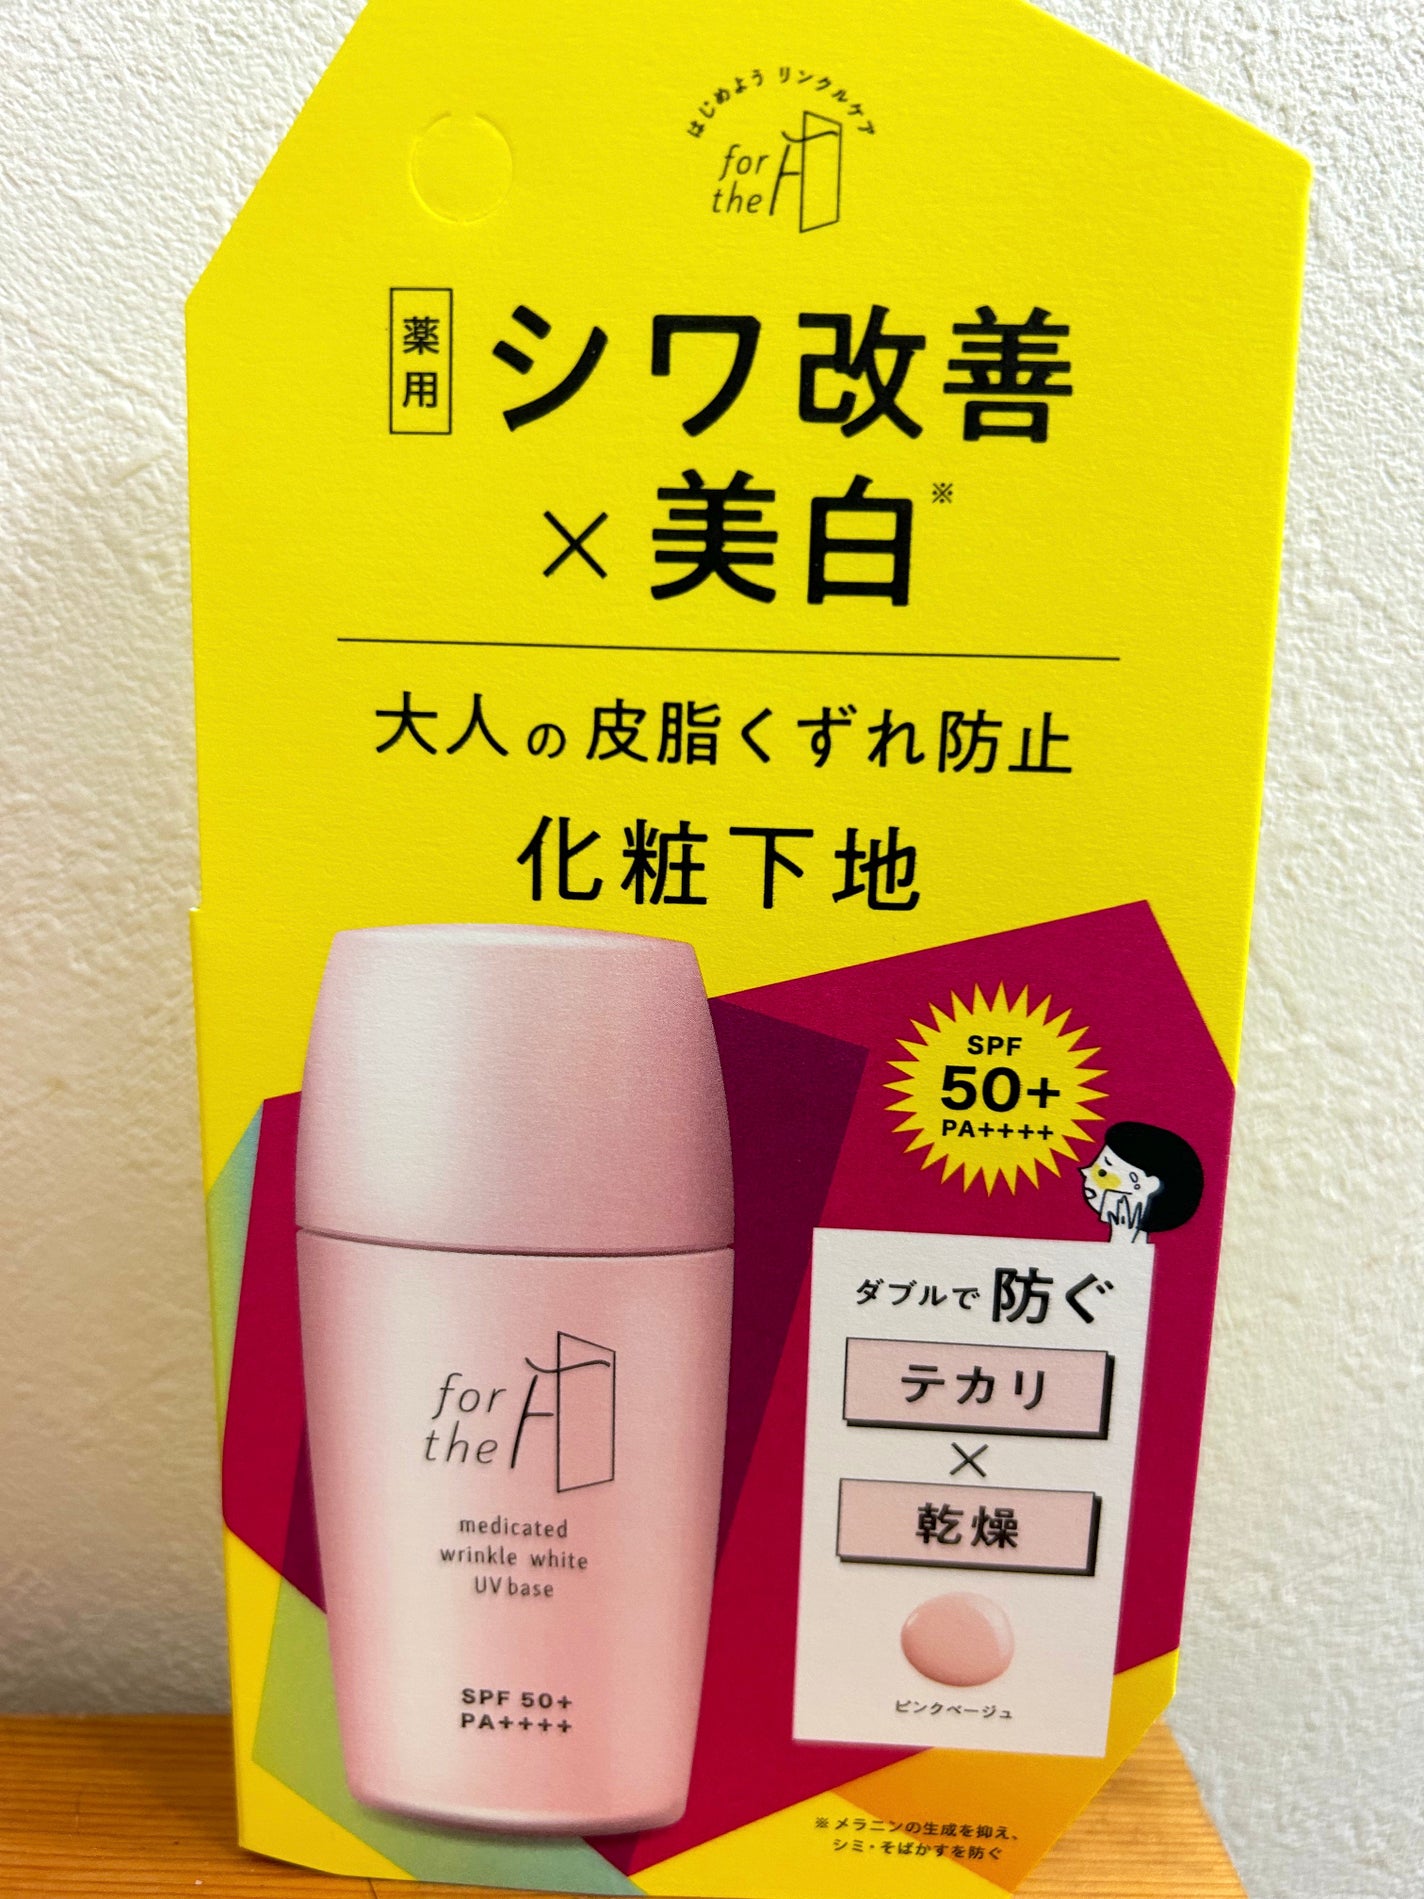 はじめよう リンクルケア
for
the A
薬用
シワ改善
×美白※
大人の皮脂くずれ防止
化粧下地
SPF
50+
PA++++
ダブルで防ぐ
テカリ
×
乾燥
ピンクベージュ
for
the A
medicated
wrinkle white
UV base
SPF 50+
PA++++
※メラニンの生成を抑え、
シミ・そばかすを防ぐ